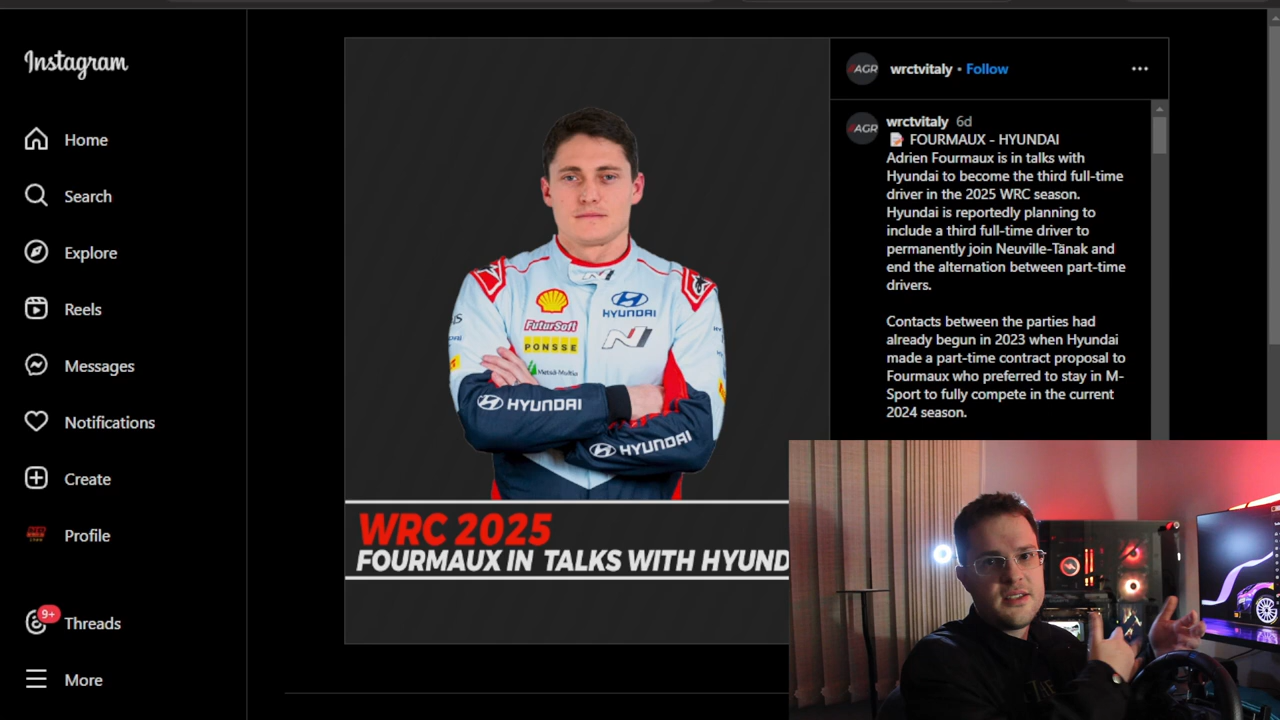 Instagram
Home
Search
Explore
Reels
Messages
Notifications
Create
Profile
9+
Threads
More
SHELL
FuturSoft
PONSSE
Metsä-Multia
HYUNDAI
N
HYUNDAI
HYUNDAI
WRC 2025
FOURMAUX IN TALKS WITH HYUND
AGR
wrctvitaly • Follow
AGR
wrctvitaly 6d
FOURMAUX - HYUNDAI
Adrien Fourmaux is in talks with
Hyundai to become the third full-time
driver in the 2025 WRC season.
Hyundai is reportedly planning to
include a third full-time driver to
permanently join Neuville-Tänak and
end the alternation between part-time
drivers.
Contacts between the parties had
already begun in 2023 when Hyundai
made a part-time contract proposal to
Fourmaux who preferred to stay in M-
Sport to fully compete in the current
2024 season.